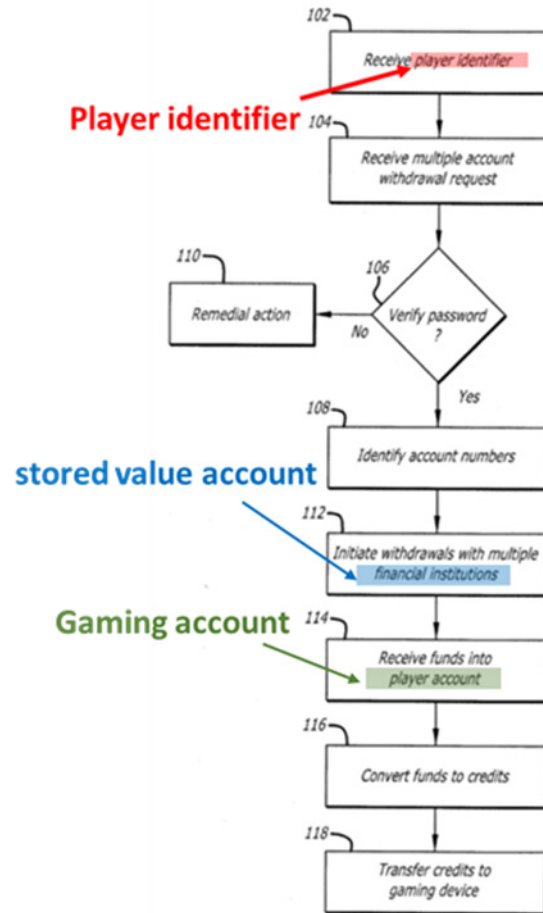 102
Receive player identifier
Player identifier
104
Receive multiple account
withdrawal request
110
106
Remedial action
No
Verify password
?
Yes
108
Identify account numbers
stored value account
112
Initiate withdrawals with multiple
financial institutions
Gaming account
114
Receive funds into
player account
116
Convert funds to credits
118
Transfer credits to
gaming device